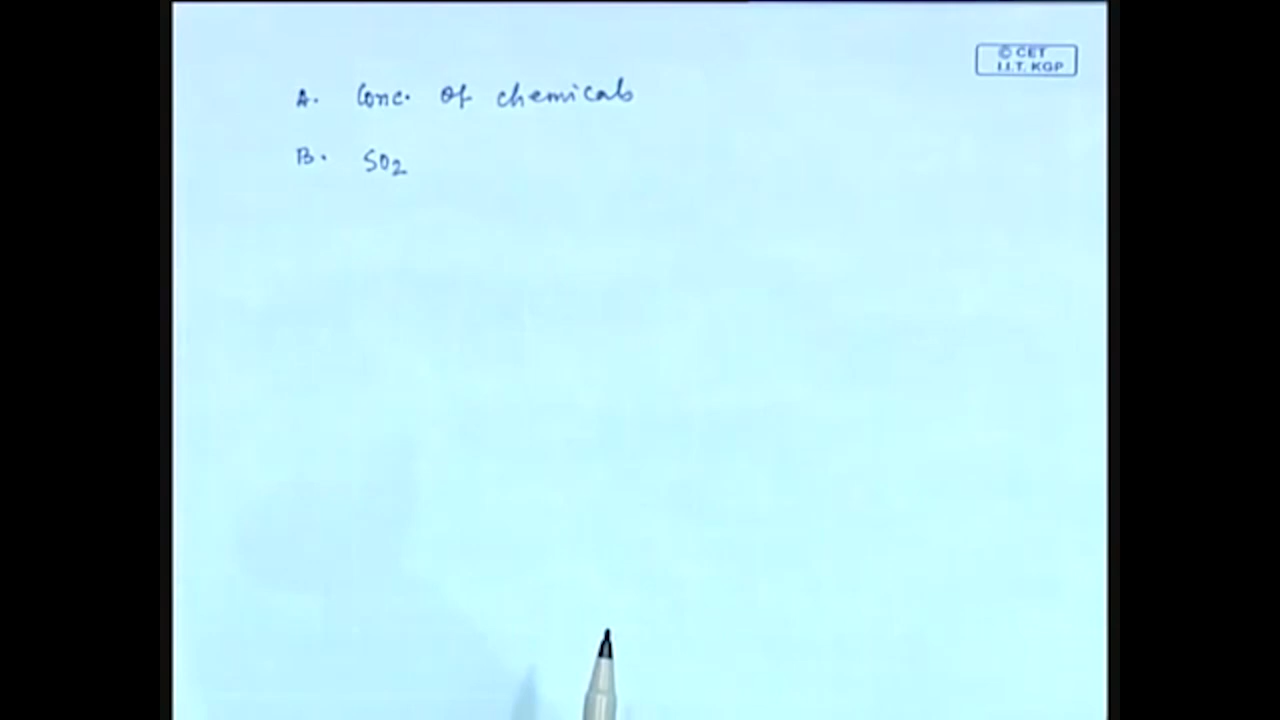 © CET
I.I.T. KGP
A. Conc. of chemicals
B. SO2